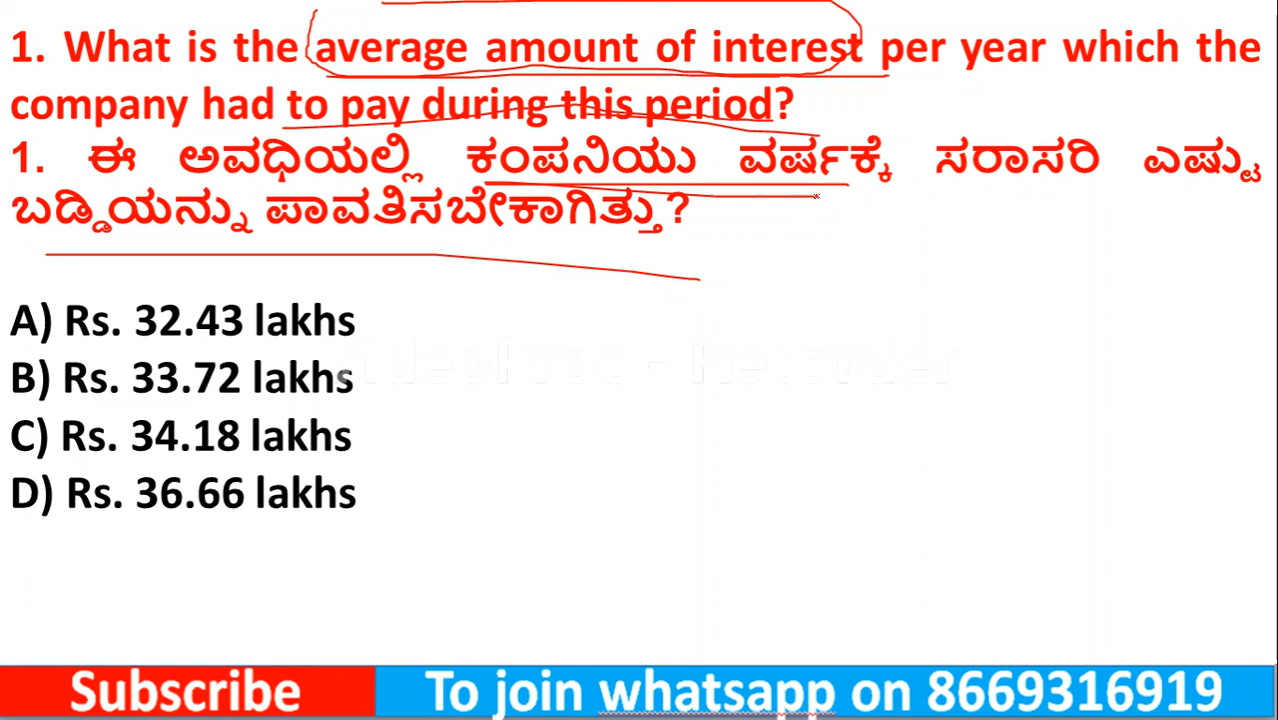 1. What is the average amount of interest per year which the
company had to pay during this period?
1. ಈ ಅವಧಿಯಲ್ಲಿ ಕಂಪನಿಯು ವರ್ಷಕ್ಕೆ ಸರಾಸರಿ ಎಷ್ಟು
ಬಡ್ಡಿಯನ್ನು ಪಾವತಿಸಬೇಕಾಗಿತ್ತು?
A) Rs. 32.43 lakhs
B) Rs. 33.72 lakhs
C) Rs. 34.18 lakhs
D) Rs. 36.66 lakhs
Subscribe To join whatsapp on 8669316919